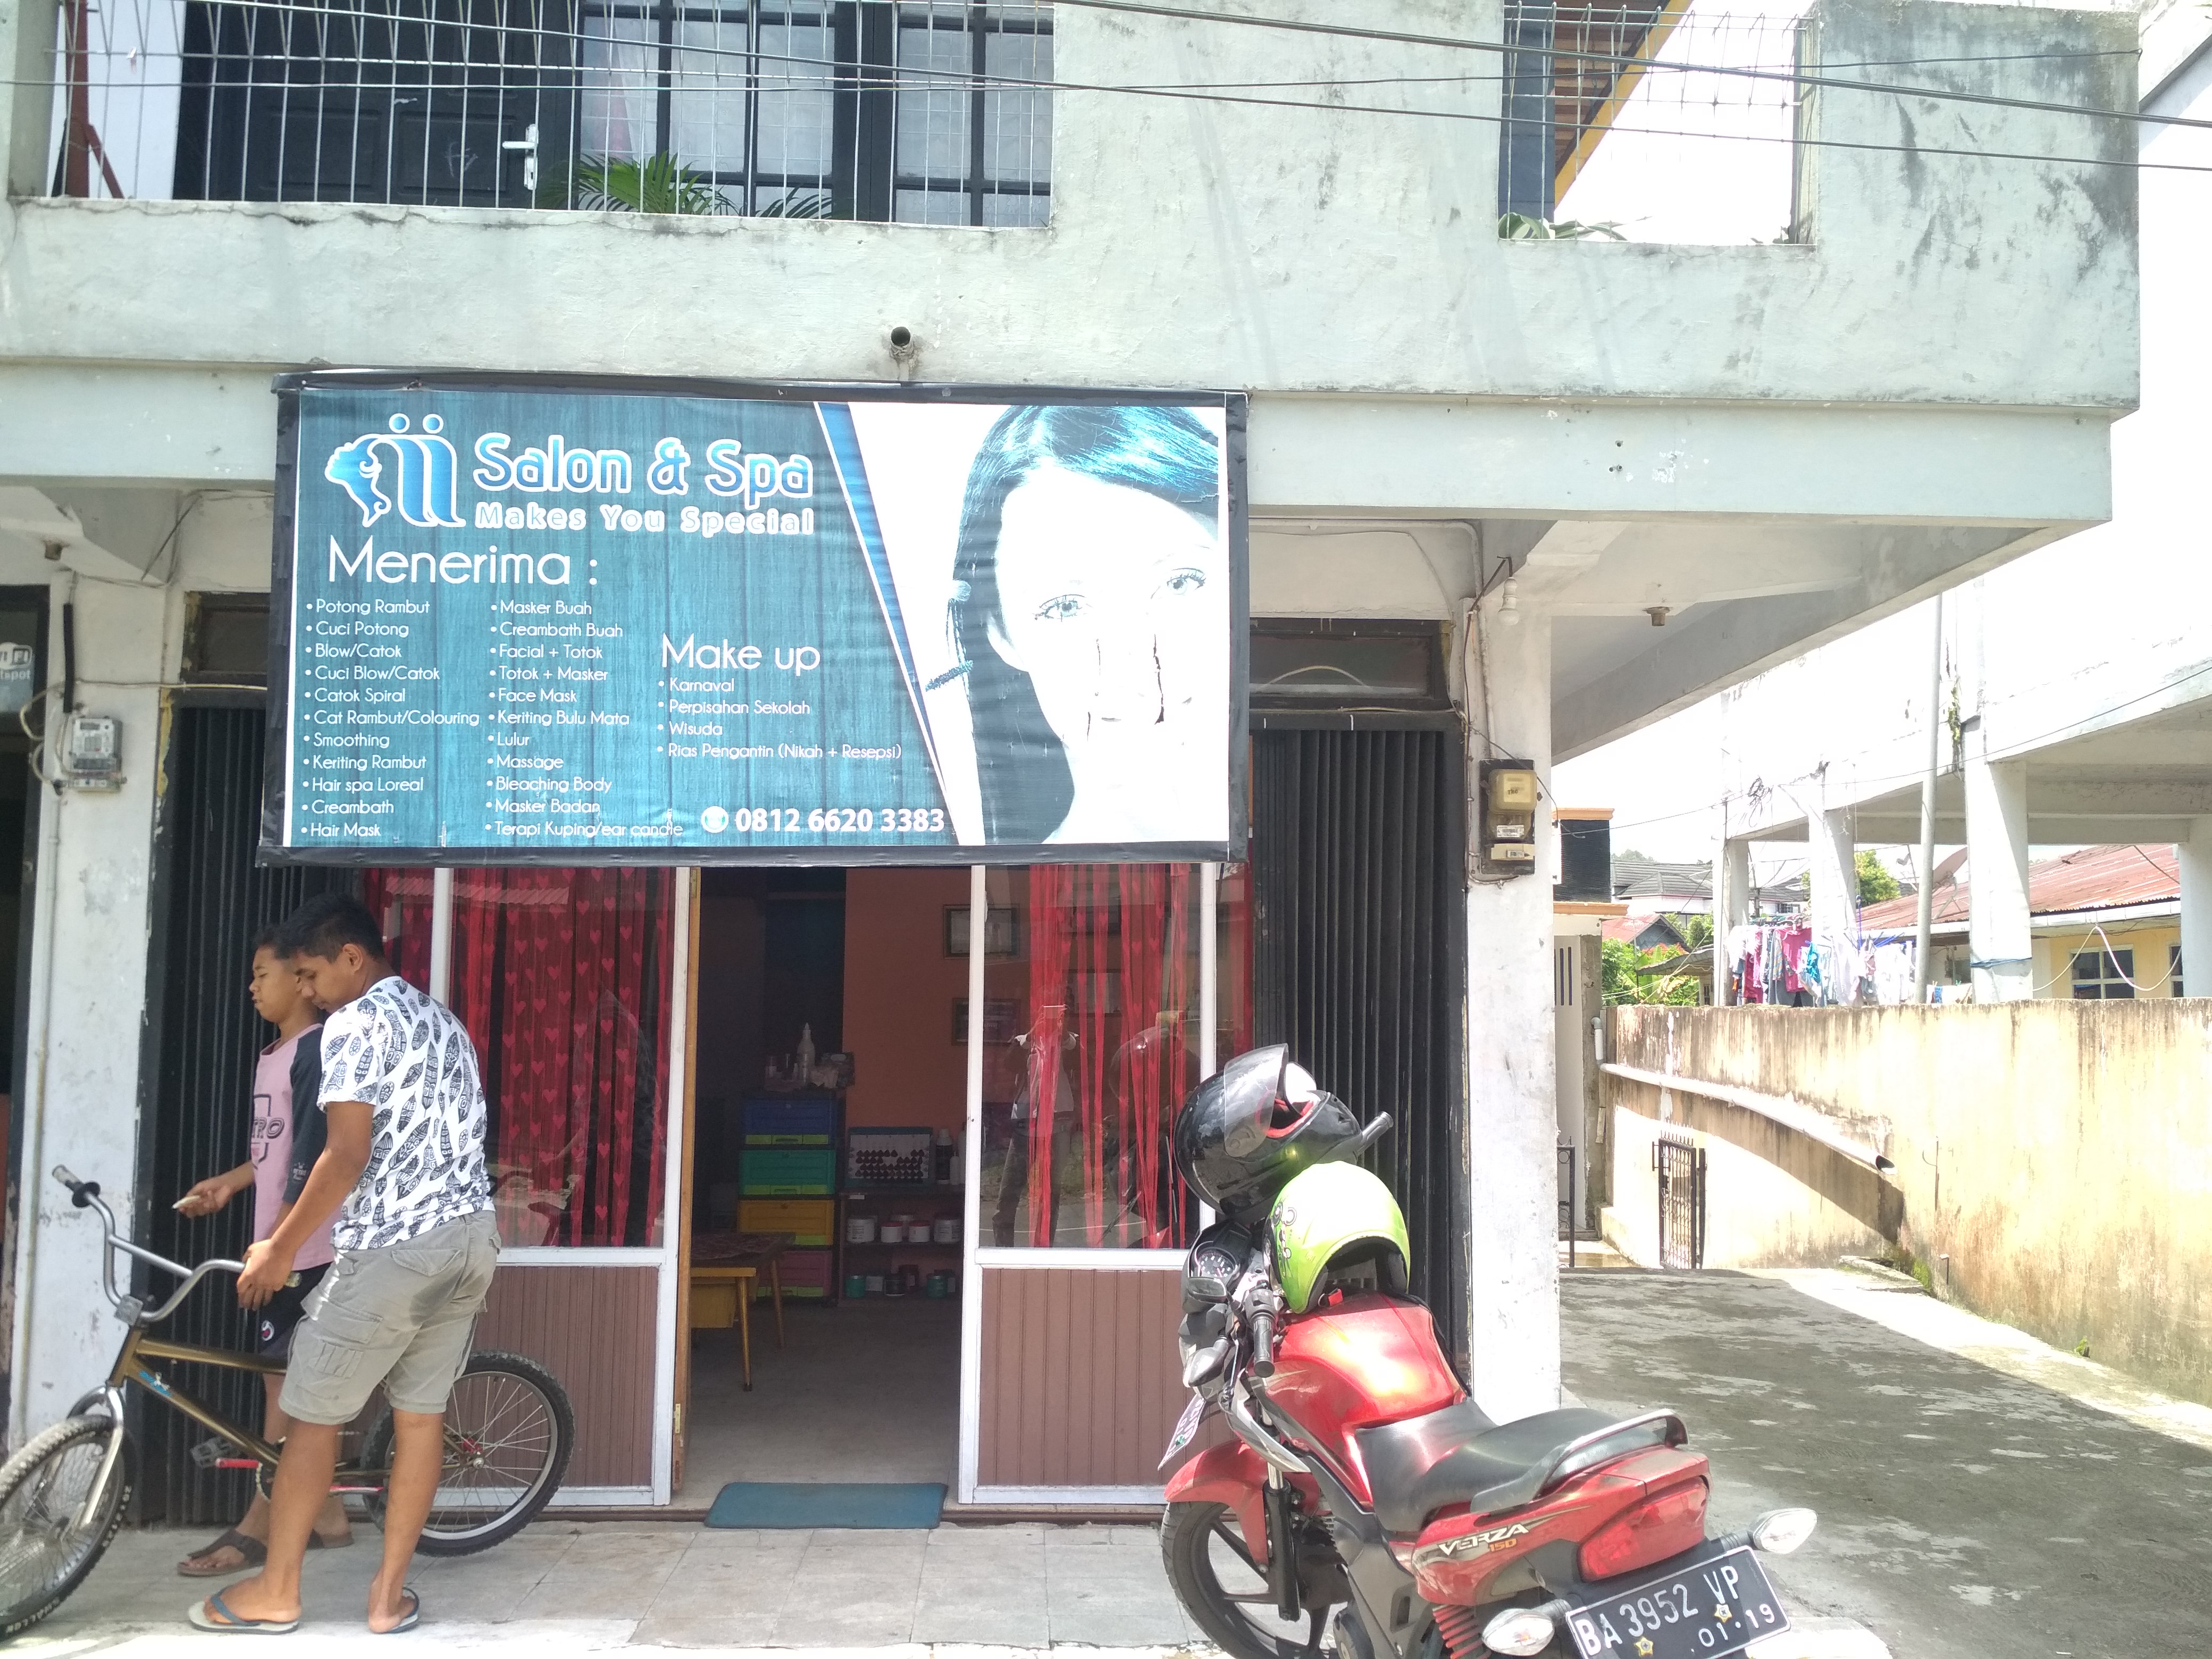 Salon & Spa
Makes You Special
Menerima :
• Potong Rambut
• Cuci Potong
• Blow/Catok
• Cuci Blow/Catok
• Catok Spiral
• Cat Rambut/Colouring
• Smoothing
• Keriting Rambut
• Hair spa Loreal
• Creambath
• Hair Mask
• Masker Buah
• Creambath Buah
• Facial + Totok
• Totok + Masker
• Face Mask
• Keriting Bulu Mata
• Lulur
• Massage
• Bleaching Body
• Masker Badan
• Terapi Kuping/ear candle
Make up
• Karnaval
• Perpisahan Sekolah
• Wisuda
• Rias Pengantin (Nikah + Resepsi)
0812 6620 3383
VERZA
150
BA 3952 VP
01·19